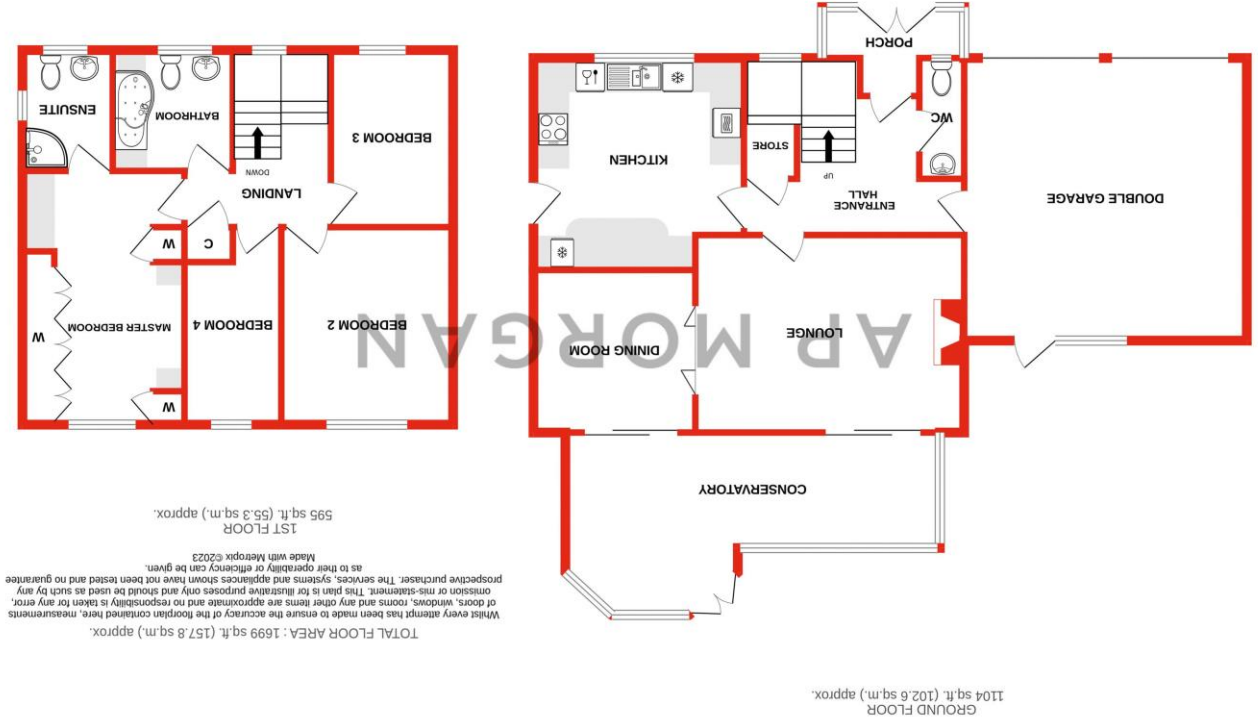 GROUND FLOOR
1104 sq.ft. (102.6 sq.m.) approx.
1ST FLOOR
595 sq.ft. (55.3 sq.m.) approx.
CONSERVATORY
LOUNGE
DINING ROOM
KITCHEN
ENTRANCE
HALL
UP
STORE
WC
PORCH
DOUBLE GARAGE
BEDROOM 2
BEDROOM 4
MASTER BEDROOM
W
W
W
C
LANDING
DOWN
BEDROOM 3
BATHROOM
ENSUITE
AP MORGAN
TOTAL FLOOR AREA : 1699 sq.ft. (157.8 sq.m.) approx.
Whilst every attempt has been made to ensure the accuracy of the floorplan contained here, measurements
of doors, windows, rooms and any other items are approximate and no responsibility is taken for any error,
omission or mis-statement. This plan is for illustrative purposes only and should be used as such by any
prospective purchaser. The services, systems and appliances shown have not been tested and no guarantee
as to their operability or efficiency can be given.
Made with Metropix ©2023